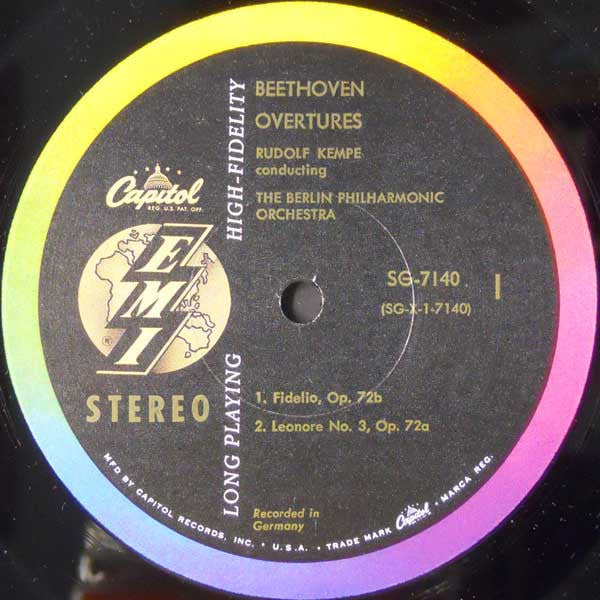 BEETHOVEN
OVERTURES
RUDOLF KEMPE
conducting
THE BERLIN PHILHARMONIC
ORCHESTRA
Capitol
REG. U.S. PAT. OFF.
LONG PLAYING HIGH-FIDELITY
EMI
®
STEREO
SG-7140
(SG-X-1-7140)
1
1. Fidelio, Op. 72b
2. Leonore No. 3, Op. 72a
Recorded in
Germany
MFD BY CAPITOL RECORDS, INC. • U.S.A. • TRADE MARK Capitol • MARCA REG.